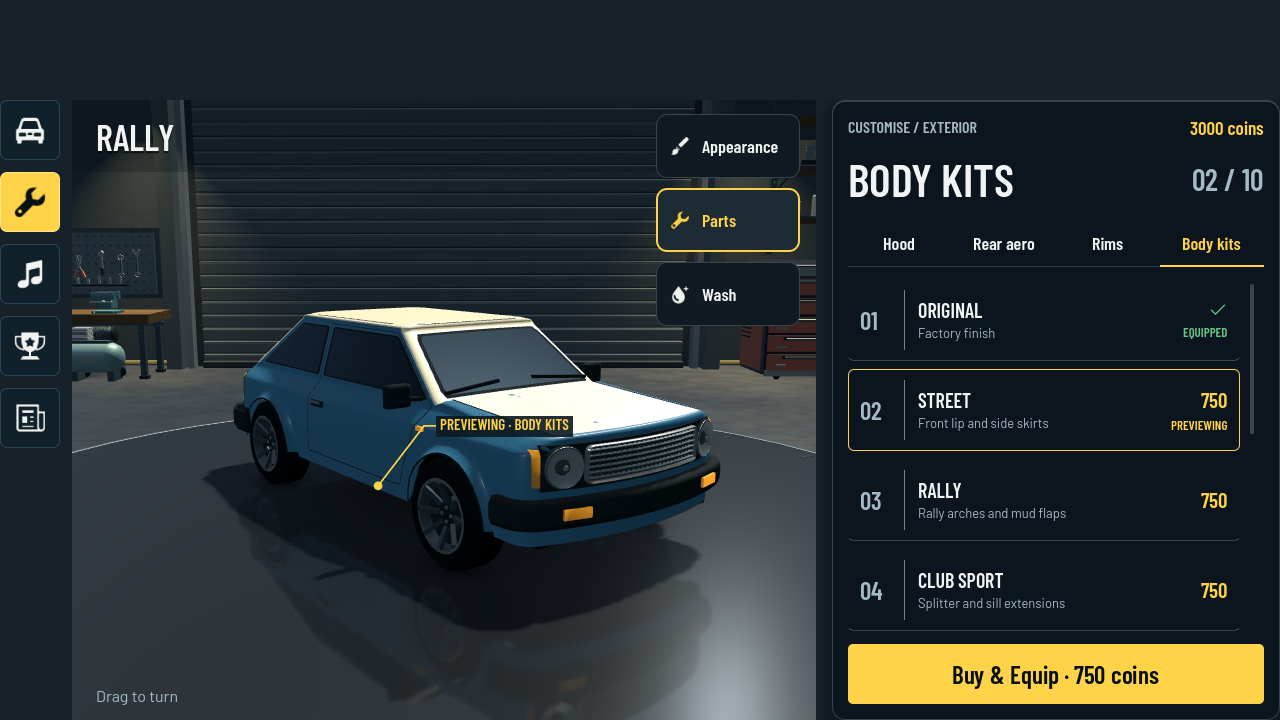 RALLY
Appearance
Parts
Wash
PREVIEWING · BODY KITS
Drag to turn
CUSTOMISE / EXTERIOR
3000 coins
BODY KITS
02 / 10
Hood
Rear aero
Rims
Body kits
01
ORIGINAL
Factory finish
EQUIPPED
02
STREET
Front lip and side skirts
750
PREVIEWING
03
RALLY
Rally arches and mud flaps
750
04
CLUB SPORT
Splitter and sill extensions
750
Buy & Equip · 750 coins